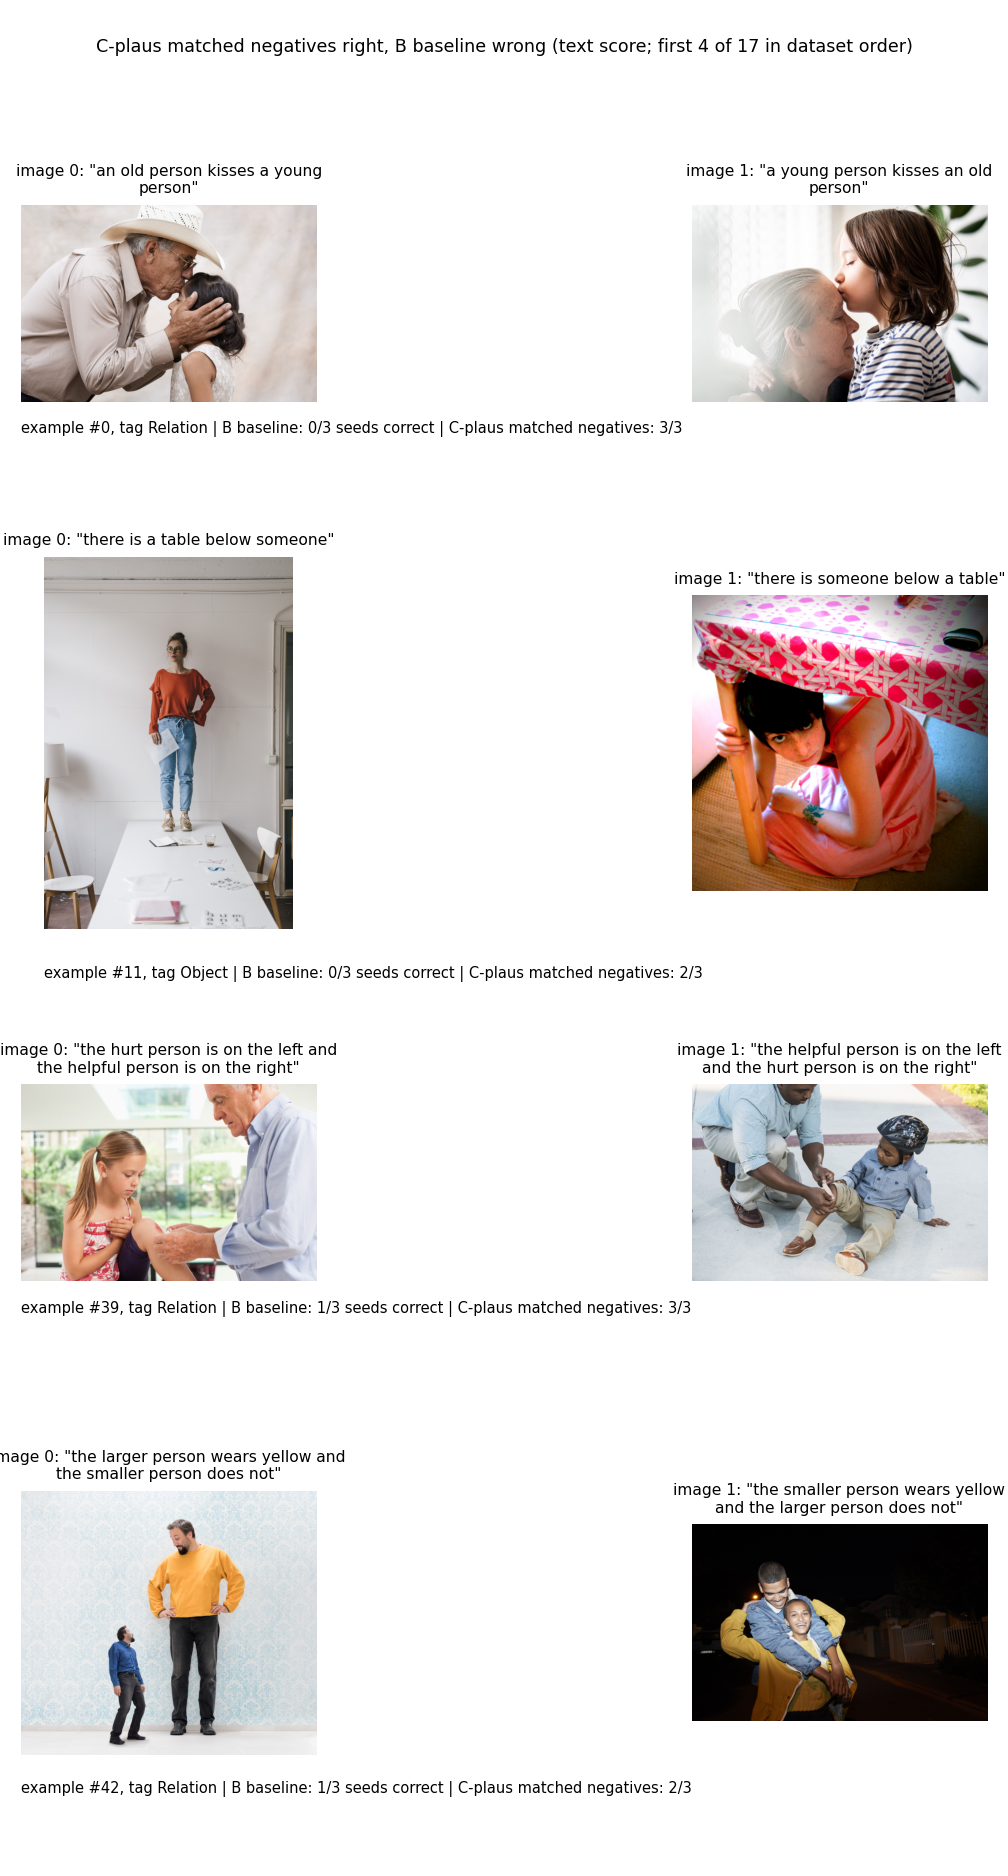 C-plaus matched negatives right, B baseline wrong (text score; first 4 of 17 in dataset order)
image 0: "an old person kisses a young
person"
image 1: "a young person kisses an old
person"
example #0, tag Relation | B baseline: 0/3 seeds correct | C-plaus matched negatives: 3/3
image 0: "there is a table below someone"
image 1: "there is someone below a table"
example #11, tag Object | B baseline: 0/3 seeds correct | C-plaus matched negatives: 2/3
image 0: "the hurt person is on the left and
the helpful person is on the right"
image 1: "the helpful person is on the left
and the hurt person is on the right"
example #39, tag Relation | B baseline: 1/3 seeds correct | C-plaus matched negatives: 3/3
mage 0: "the larger person wears yellow and
the smaller person does not"
image 1: "the smaller person wears yellow
and the larger person does not"
example #42, tag Relation | B baseline: 1/3 seeds correct | C-plaus matched negatives: 2/3